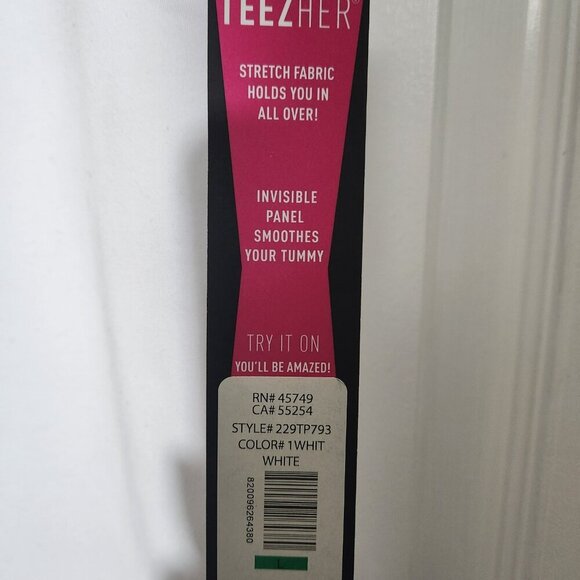 TEEZHER®
STRETCH FABRIC
HOLDS YOU IN
ALL OVER!
INVISIBLE
PANEL
SMOOTHES
YOUR TUMMY
TRY IT ON
YOU'LL BE AMAZED!
RN# 45749
CA# 55254
STYLE# 229TP793
COLOR# 1WHIT
WHITE
820096264380
L